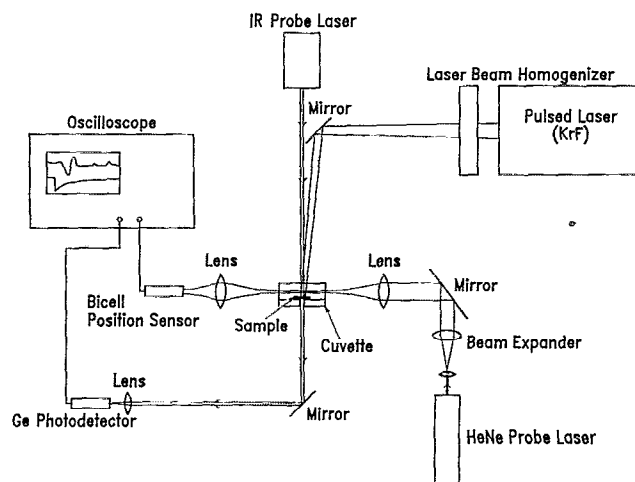 IR Probe Laser
Laser Beam Homogenizer
Mirror
Pulsed Laser
(KrF)
Oscilloscope
Lens
Lens
Mirror
Bicell
Position Sensor
Sample
Cuvette
Beam Expander
Lens
Mirror
Ge Photodetector
HeNe Probe Laser